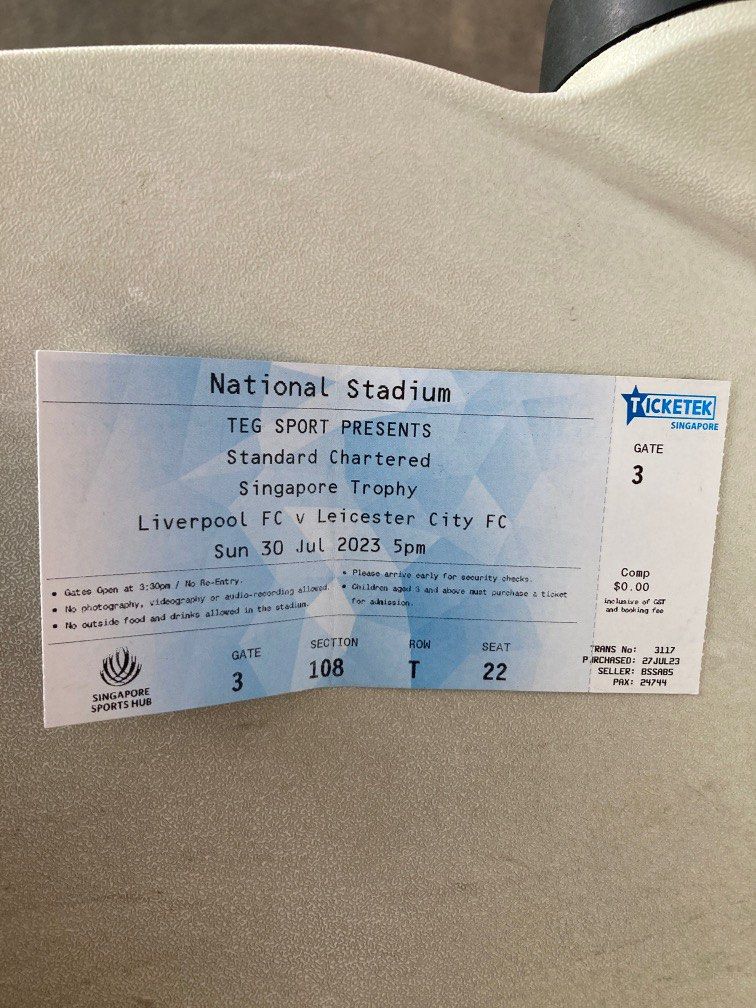 National Stadium
TEG SPORT PRESENTS
Standard Chartered
Singapore Trophy
Liverpool FC v Leicester City FC
Sun 30 Jul 2023 5pm
• Gates Open at 3:30pm / No Re-Entry.
• No photography, videography or audio-recording allowed.
• No outside food and drinks allowed in the stadium.
• Please arrive early for security checks.
• Children aged 3 and above must purchase a ticket
for admission.
SINGAPORE
SPORTS HUB
GATE
3
SECTION
108
ROW
T
SEAT
22
TICKETEK
SINGAPORE
GATE
3
Comp
$0.00
inclusive of GST
and booking fee
TRANS No: 3117
PURCHASED: 27JUL23
SELLER: BSSABS
PAX: 24744